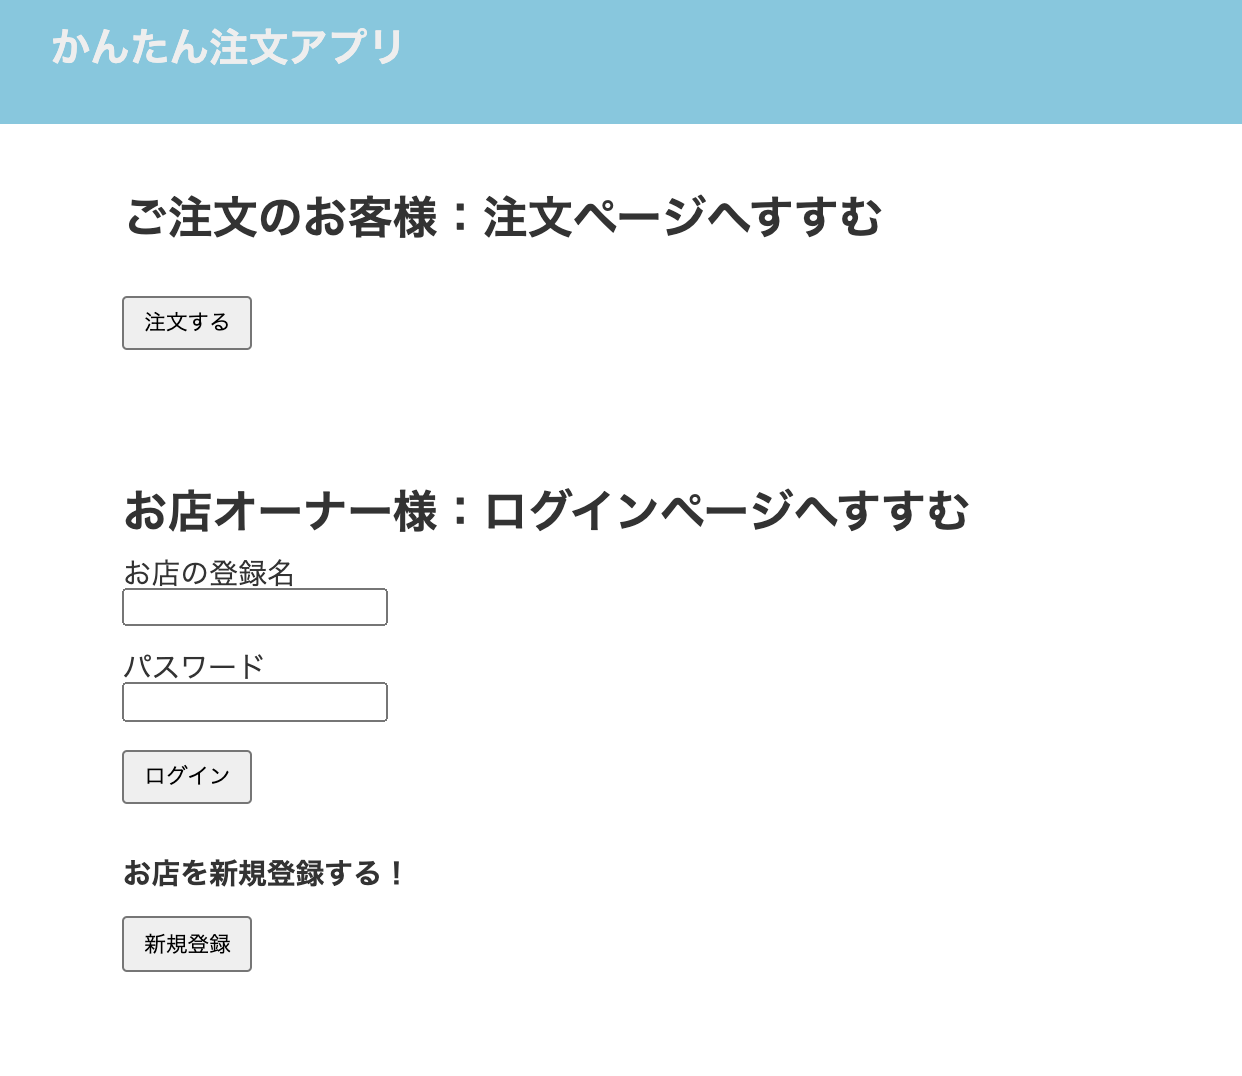 かんたん注文アプリ
ご注文のお客様：注文ページへすすむ
注文する
お店オーナー様：ログインページへすすむ
お店の登録名
パスワード
ログイン
お店を新規登録する！
新規登録